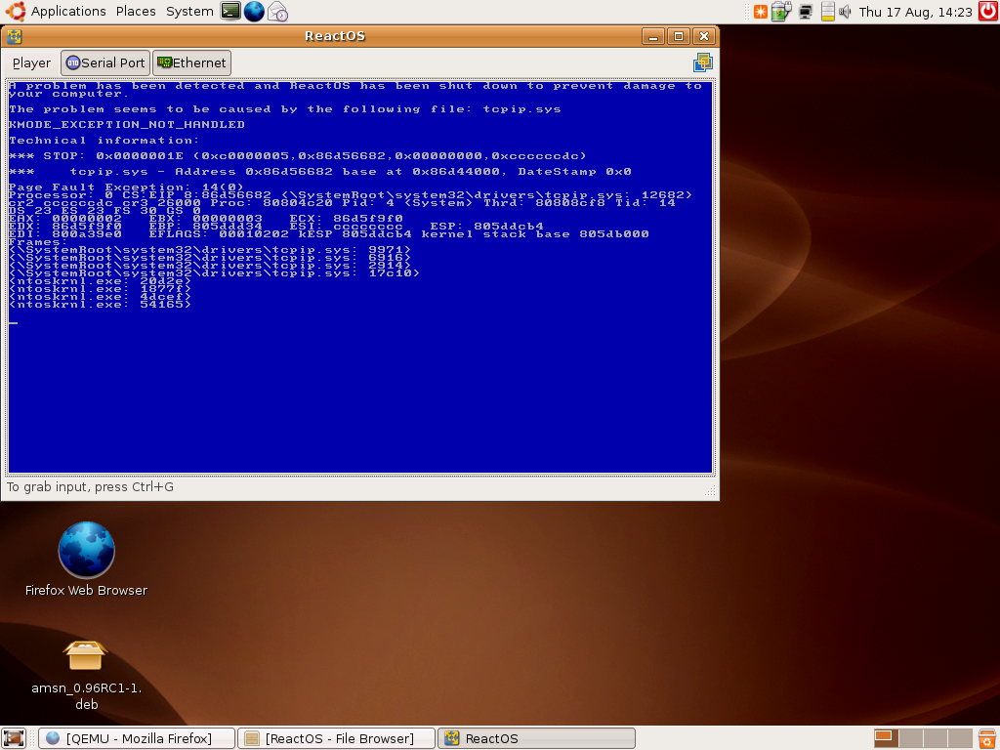 Applications Places System Thu 17 Aug, 14:23
ReactOS
Player Serial Port Ethernet
A problem has been detected and ReactOS has been shut down to prevent damage to
your computer.
The problem seems to be caused by the following file: tcpip.sys
KMODE_EXCEPTION_NOT_HANDLED
Technical information:
*** STOP: 0x0000001E (0xc0000005,0x86d56682,0x00000000,0xccccccdc)
*** tcpip.sys - Address 0x86d56682 base at 0x86d44000, DateStamp 0x0
Page Fault Exception: 14(0)
Processor: 0 CS:EIP 8:86d56682 <\SystemRoot\system32\drivers\tcpip.sys: 12682>
cr2 ccccccdc cr3 26000 Proc: 80804c20 Pid: 4 <System> Thrd: 80808cf8 Tid: 14
DS 23 ES 23 FS 30 GS 0
EAX: 00000002 EBX: 00000003 ECX: 86d5f9f0
EDX: 86d5f9f0 EBP: 805ddd34 ESI: cccccccc ESP: 805ddcb4
EDI: 800a39e0 EFLAGS: 00010202 kESP 805ddcb4 kernel stack base 805db000
Frames:
<\SystemRoot\system32\drivers\tcpip.sys: 9971>
<\SystemRoot\system32\drivers\tcpip.sys: 6816>
<\SystemRoot\system32\drivers\tcpip.sys: 2914>
<\SystemRoot\system32\drivers\tcpip.sys: 17c10>
<ntoskrnl.exe: 20d2e>
<ntoskrnl.exe: 1877f>
<ntoskrnl.exe: 4dcef>
<ntoskrnl.exe: 54165>
To grab input, press Ctrl+G
Firefox Web Browser
amsn_0.96RC1-1.
deb
[QEMU - Mozilla Firefox] [ReactOS - File Browser] ReactOS